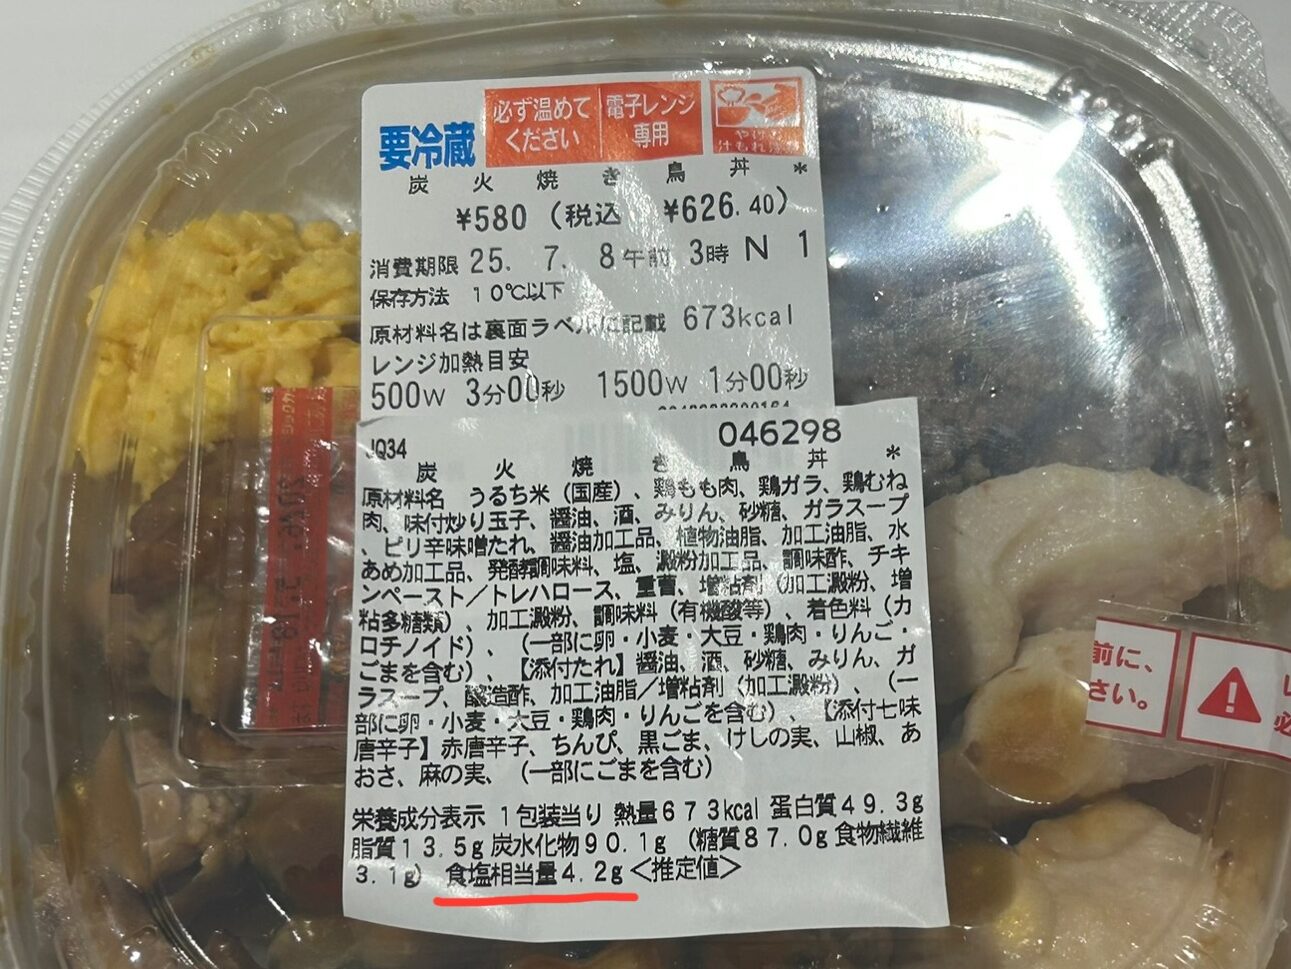 要冷蔵
必ず温めて
ください
電子レンジ
専用
炭火焼き鳥丼*
¥580(税込 ¥626.40)
消費期限 25. 7. 8午前 3時 N 1
保存方法 10℃以下
原材料名は裏面ラベルに記載 673kcal
レンジ加熱目安
500W 3分00秒 1500W 1分00秒
JQ34 046298
炭火焼き鳥丼*
原材料名 うるち米(国産)、鶏もも肉、鶏ガラ、鶏むね
肉、味付炒り玉子、醤油、酒、みりん、砂糖、ガラスープ
、ピリ辛味噌たれ、醤油加工品、植物油脂、加工油脂、水
あめ加工品、発酵調味料、塩、澱粉加工品、調味酢、チキ
ンペースト/トレハロース、重曹、増粘剤(加工澱粉、増
粘多糖類)、加工澱粉、調味料(有機酸等)、着色料(カ
ロチノイド)、(一部に卵・小麦・大豆・鶏肉・りんご・
ごまを含む)、【添付たれ】醤油、酒、砂糖、みりん、ガ
ラスープ、醸造酢、加工油脂/増粘剤(加工澱粉)、(一
部に卵・小麦・大豆・鶏肉・りんごを含む)、【添付七味
唐辛子】赤唐辛子、ちんぴ、黒ごま、けしの実、山椒、あ
おさ、麻の実、(一部にごまを含む)
栄養成分表示 1包装当り 熱量673kcal 蛋白質49.3g
脂質13.5g 炭水化物90.1g (糖質87.0g 食物繊維
3.1g) 食塩相当量4.2g<推定値>
前に、
さい。